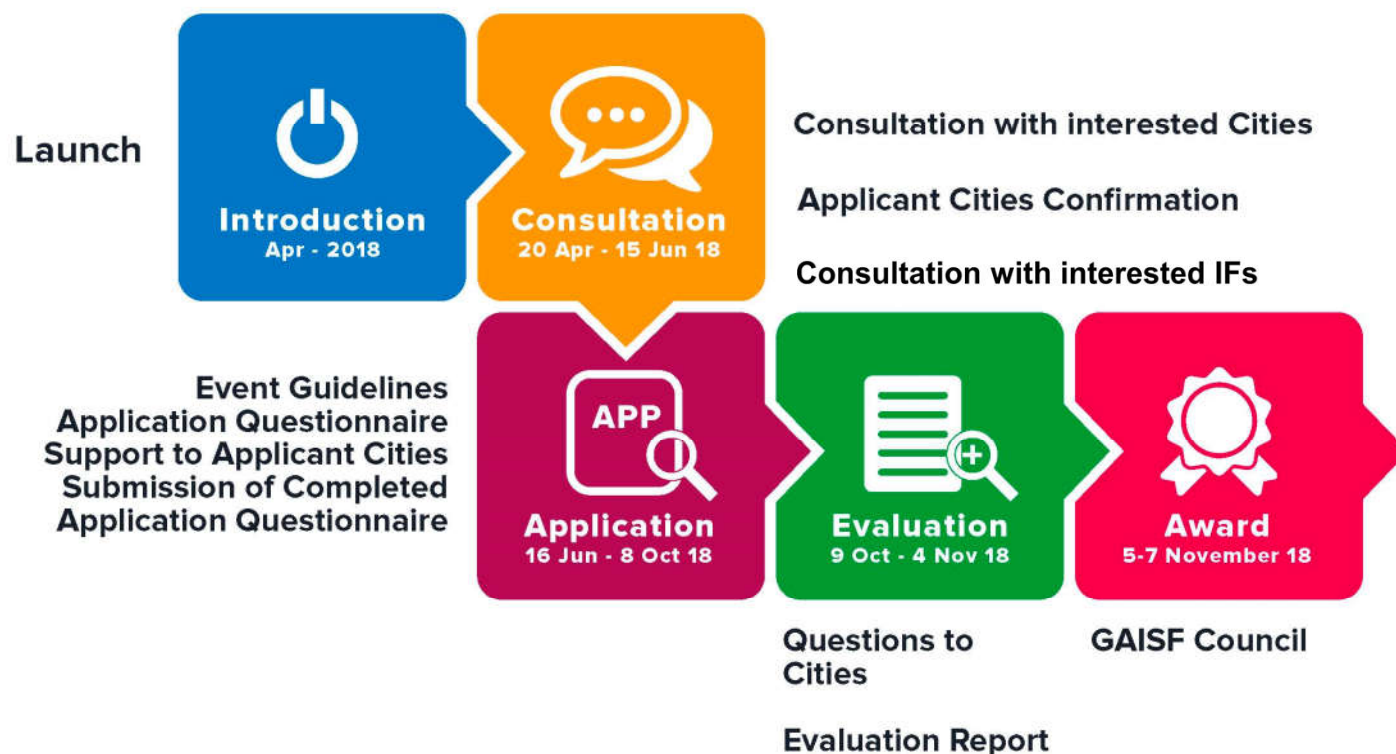 Launch
Introduction
Apr - 2018
Consultation
20 Apr - 15 Jun 18
Consultation with interested Cities
Applicant Cities Confirmation
Consultation with interested IFs
Event Guidelines
Application Questionnaire
Support to Applicant Cities
Submission of Completed
Application Questionnaire
APP
Application
16 Jun - 8 Oct 18
Evaluation
9 Oct - 4 Nov 18
Award
5-7 November 18
Questions to
Cities
Evaluation Report
GAISF Council